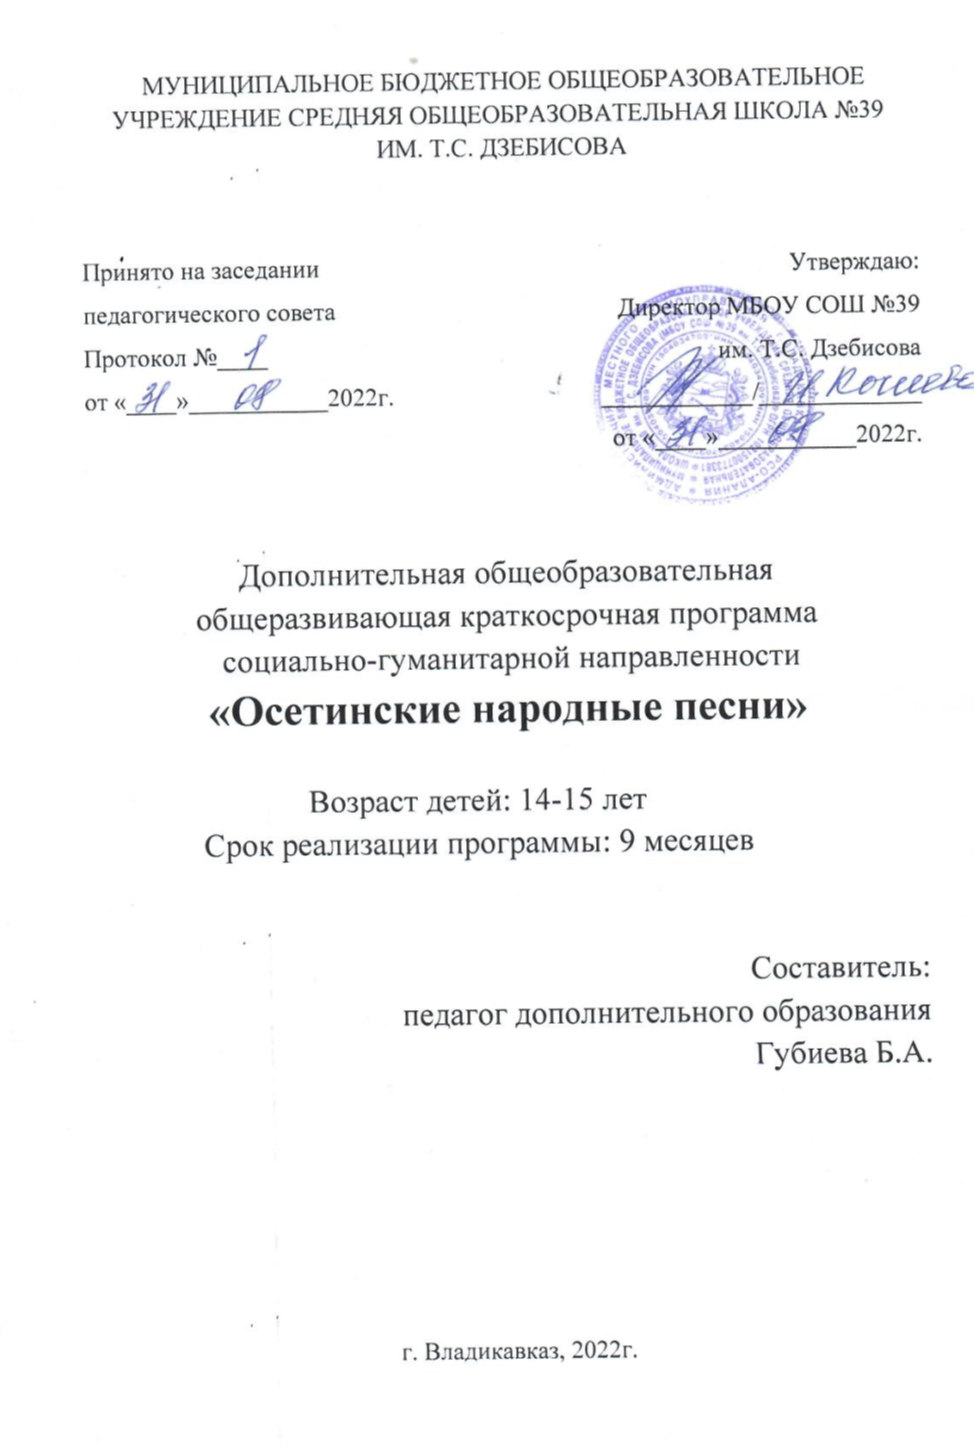 МУНИЦИПАЛЬНОЕ БЮДЖЕТНОЕ ОБЩЕОБРАЗОВАТЕЛЬНОЕ
УЧРЕЖДЕНИЕ СРЕДНЯЯ ОБЩЕОБРАЗОВАТЕЛЬНАЯ ШКОЛА №39
ИМ. Т.С. ДЗЕБИСОВА
Принято на заседании
педагогического совета
Протокол № 1
от «31» 08 2022г.
Утверждаю:
Директор МБОУ СОШ №39
им. Т.С. Дзебисова
/
от «31» 08 2022г.
Дополнительная общеобразовательная
общеразвивающая краткосрочная программа
социально-гуманитарной направленности
«Осетинские народные песни»
Возраст детей: 14-15 лет
Срок реализации программы: 9 месяцев
Составитель:
педагог дополнительного образования
Губиева Б.А.
г. Владикавказ, 2022г.